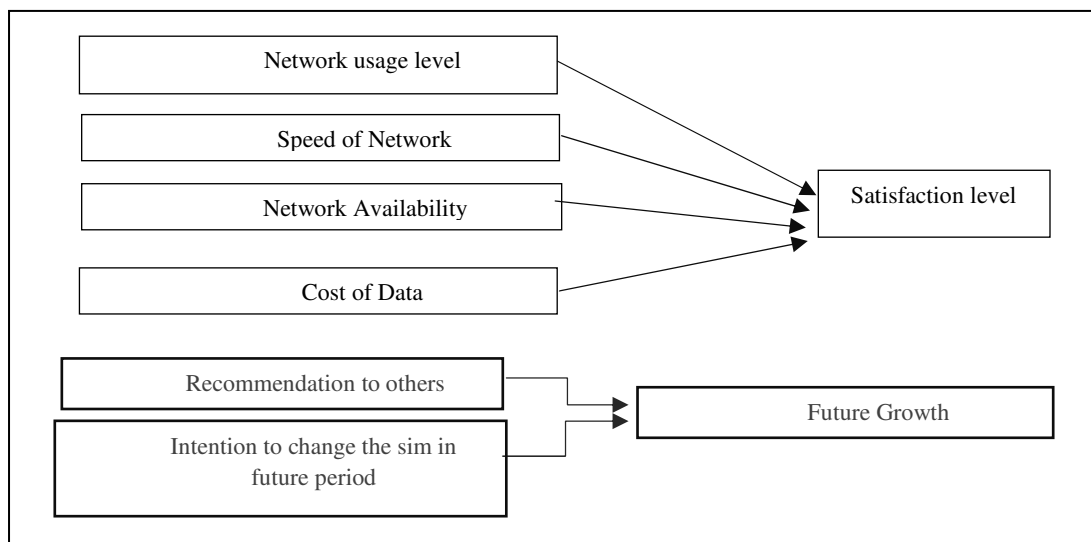 Network usage level
Speed of Network
Network Availability
Satisfaction level
Cost of Data
Recommendation to others
Future Growth
Intention to change the sim in
future period